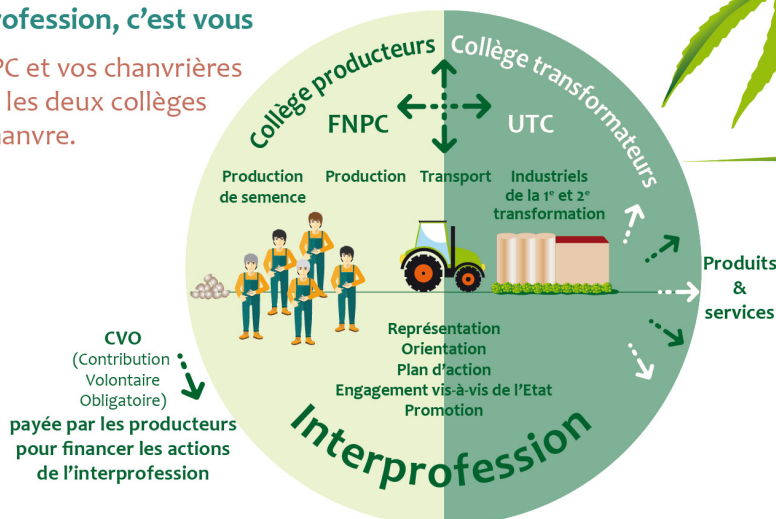 rofession, c’est vous
PC et vos chanvrières
les deux collèges
anvre.
Collège producteurs
Collège transformateurs
FNPC
UTC
Production
de semence
Production
Transport
Industriels
de la 1e et 2e
transformation
Produits
&
services
Représentation
Orientation
Plan d’action
Engagement vis-à-vis de l’Etat
Promotion
Interprofession
CVO
(Contribution
Volontaire
Obligatoire)
payée par les producteurs
pour financer les actions
de l’interprofession